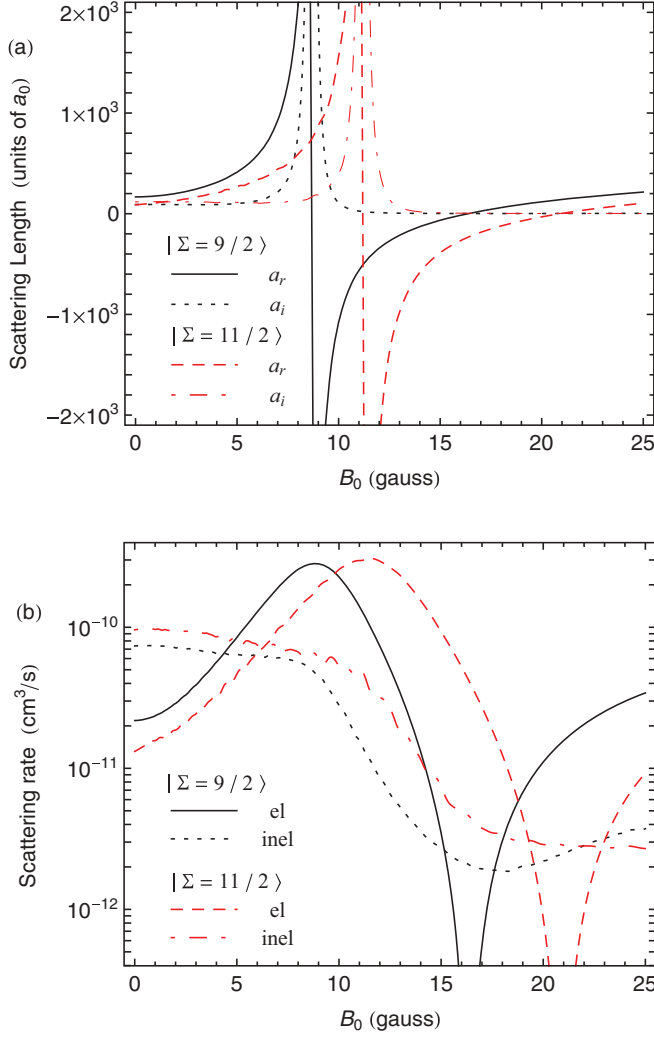 (a)
Scattering Length (units of a₀)
2×10³
1×10³
0
−1×10³
−2×10³
| Σ = 9 / 2 ⟩
aᵣ
aᵢ
| Σ = 11 / 2 ⟩
aᵣ
aᵢ
0 5 10 15 20 25
B₀ (gauss)
(b)
Scattering rate (cm³/s)
10⁻¹⁰
10⁻¹¹
10⁻¹²
| Σ = 9 / 2 ⟩
el
inel
| Σ = 11 / 2 ⟩
el
inel
0 5 10 15 20 25
B₀ (gauss)